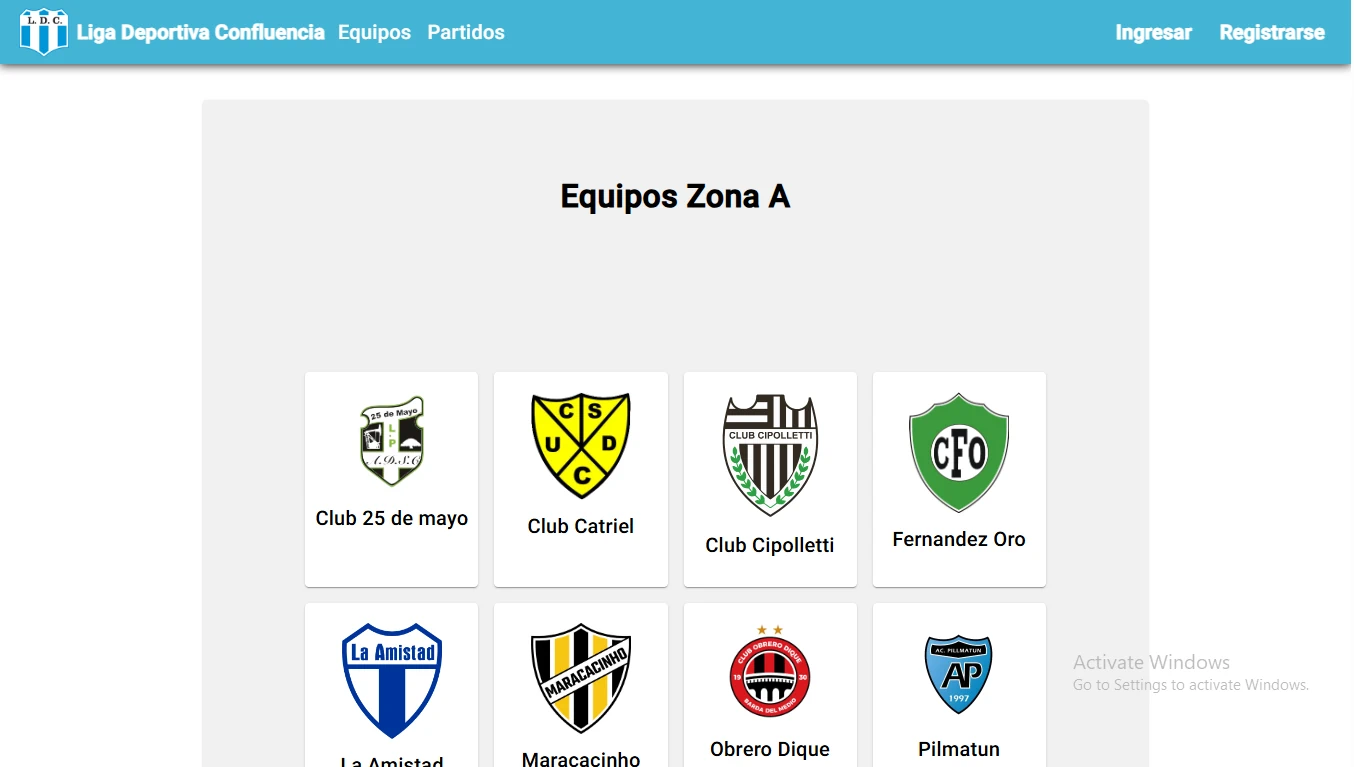 L. D. C.
Liga Deportiva Confluencia Equipos Partidos Ingresar Registrarse
Equipos Zona A
25 de Mayo
L.P
A.D.S.C
Club 25 de mayo
C S
U D
C
Club Catriel
CLUB CIPOLLETTI
Club Cipolletti
CFO
Fernandez Oro
La Amistad
La Amistad
MARACACINHO
Maracacinho
CLUB OBRERO DIQUE
19 30
BARDA DEL MEDIO
Obrero Dique
AC. PILLMATUN
AP
1997
Pilmatun
Activate Windows
Go to Settings to activate Windows.